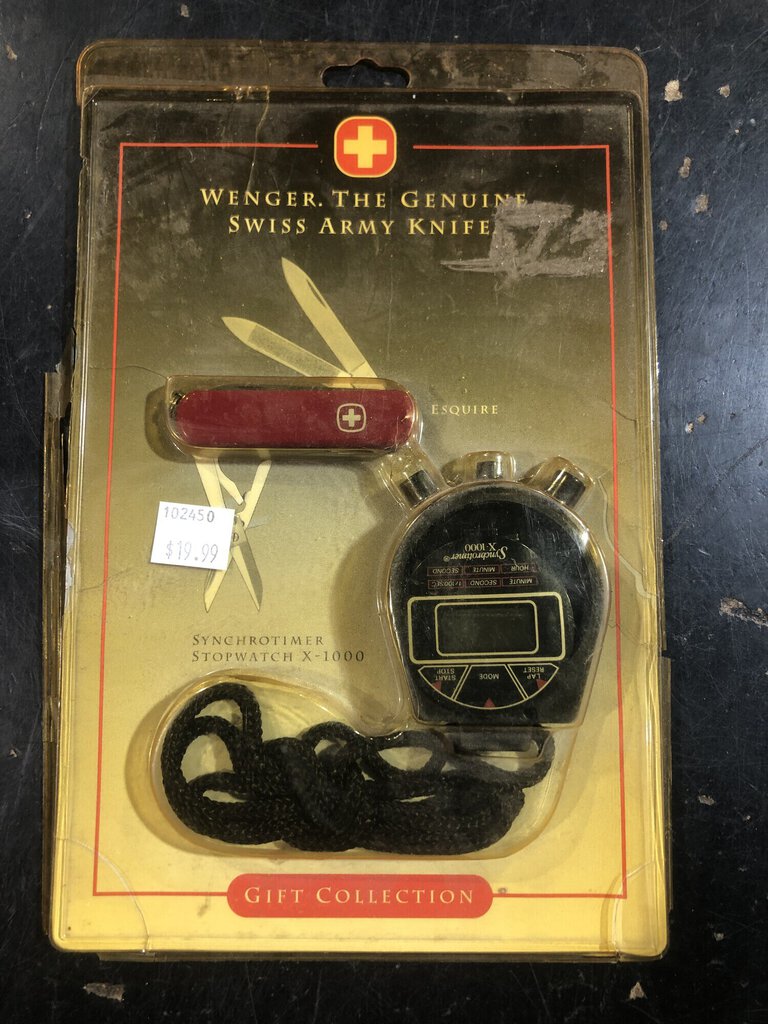 WENGER. THE GENUINE
SWISS ARMY KNIFE.
ESQUIRE
102450
$19.99
Synchrotimer®
X-1000
HOUR MINUTE SECOND
MINUTE SECOND 1/100SEC
LAP RESET
MODE
START STOP
SYNCHROTIMER
STOPWATCH X-1000
GIFT COLLECTION